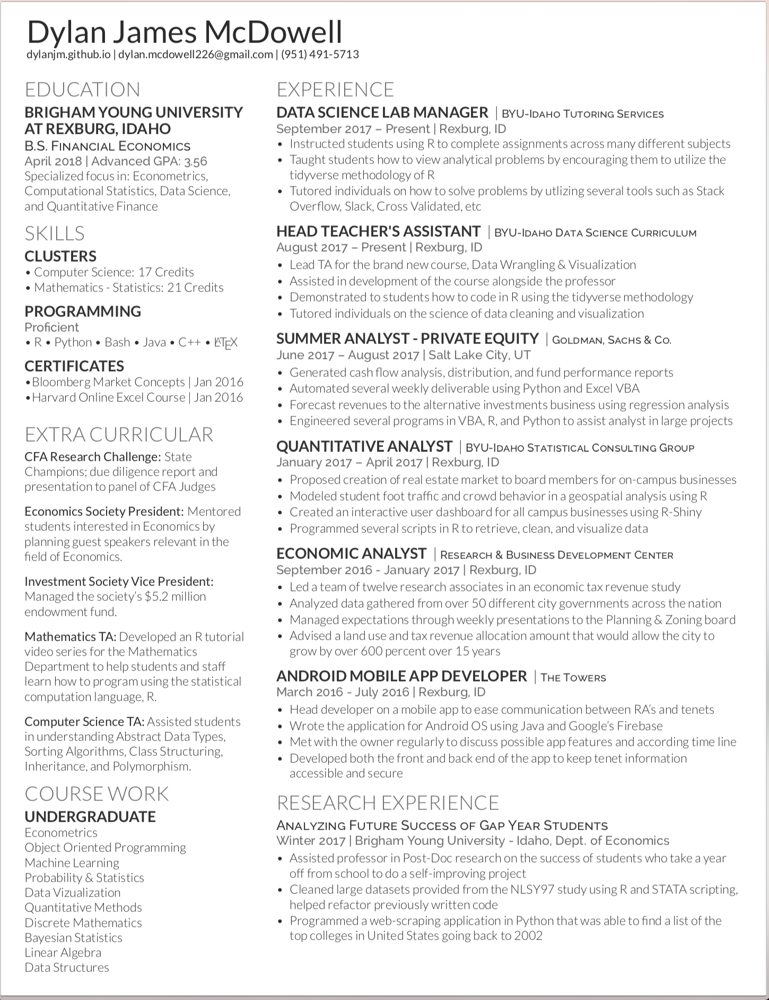 Dylan James McDowell
dylanjm.github.io | dylan.mcdowell226@gmail.com | (951) 491-5713
EDUCATION
BRIGHAM YOUNG UNIVERSITY
AT REXBURG, IDAHO
B.S. Financial Economics
April 2018 | Advanced GPA: 3.56
Specialized focus in: Econometrics,
Computational Statistics, Data Science,
and Quantitative Finance
SKILLS
CLUSTERS
• Computer Science: 17 Credits
• Mathematics - Statistics: 21 Credits
PROGRAMMING
Proficient
• R • Python • Bash • Java • C++ • LATEX
CERTIFICATES
•Bloomberg Market Concepts | Jan 2016
•Harvard Online Excel Course | Jan 2016
EXTRA CURRICULAR
CFA Research Challenge: State
Champions; due diligence report and
presentation to panel of CFA Judges
Economics Society President: Mentored
students interested in Economics by
planning guest speakers relevant in the
field of Economics.
Investment Society Vice President:
Managed the society's $5.2 million
endowment fund.
Mathematics TA: Developed an R tutorial
video series for the Mathematics
Department to help students and staff
learn how to program using the statistical
computation language, R.
Computer Science TA: Assisted students
in understanding Abstract Data Types,
Sorting Algorithms, Class Structuring,
Inheritance, and Polymorphism.
COURSE WORK
UNDERGRADUATE
Econometrics
Object Oriented Programming
Machine Learning
Probability & Statistics
Data Vizualization
Quantitative Methods
Discrete Mathematics
Bayesian Statistics
Linear Algebra
Data Structures
EXPERIENCE
DATA SCIENCE LAB MANAGER | BYU-Idaho Tutoring Services
September 2017 – Present | Rexburg, ID
• Instructed students using R to complete assignments across many different subjects
• Taught students how to view analytical problems by encouraging them to utilize the
tidyverse methodology of R
• Tutored individuals on how to solve problems by utlizing several tools such as Stack
Overflow, Slack, Cross Validated, etc
HEAD TEACHER'S ASSISTANT | BYU-Idaho Data Science Curriculum
August 2017 – Present | Rexburg, ID
• Lead TA for the brand new course, Data Wrangling & Visualization
• Assisted in development of the course alongside the professor
• Demonstrated to students how to code in R using the tidyverse methodology
• Tutored individuals on the science of data cleaning and visualization
SUMMER ANALYST - PRIVATE EQUITY | Goldman, Sachs & Co.
June 2017 – August 2017 | Salt Lake City, UT
• Generated cash flow analysis, distribution, and fund performance reports
• Automated several weekly deliverable using Python and Excel VBA
• Forecast revenues to the alternative investments business using regression analysis
• Engineered several programs in VBA, R, and Python to assist analyst in large projects
QUANTITATIVE ANALYST | BYU-Idaho Statistical Consulting Group
January 2017 – April 2017 | Rexburg, ID
• Proposed creation of real estate market to board members for on-campus businesses
• Modeled student foot traffic and crowd behavior in a geospatial analysis using R
• Created an interactive user dashboard for all campus businesses using R-Shiny
• Programmed several scripts in R to retrieve, clean, and visualize data
ECONOMIC ANALYST | Research & Business Development Center
September 2016 - January 2017 | Rexburg, ID
• Led a team of twelve research associates in an economic tax revenue study
• Analyzed data gathered from over 50 different city governments across the nation
• Managed expectations through weekly presentations to the Planning & Zoning board
• Advised a land use and tax revenue allocation amount that would allow the city to
grow by over 600 percent over 15 years
ANDROID MOBILE APP DEVELOPER | The Towers
March 2016 - July 2016 | Rexburg, ID
• Head developer on a mobile app to ease communication between RA's and tenets
• Wrote the application for Android OS using Java and Google's Firebase
• Met with the owner regularly to discuss possible app features and according time line
• Developed both the front and back end of the app to keep tenet information
accessible and secure
RESEARCH EXPERIENCE
Analyzing Future Success of Gap Year Students
Winter 2017 | Brigham Young University - Idaho, Dept. of Economics
• Assisted professor in Post-Doc research on the success of students who take a year
off from school to do a self-improving project
• Cleaned large datasets provided from the NLSY97 study using R and STATA scripting,
helped refactor previously written code
• Programmed a web-scraping application in Python that was able to find a list of the
top colleges in United States going back to 2002